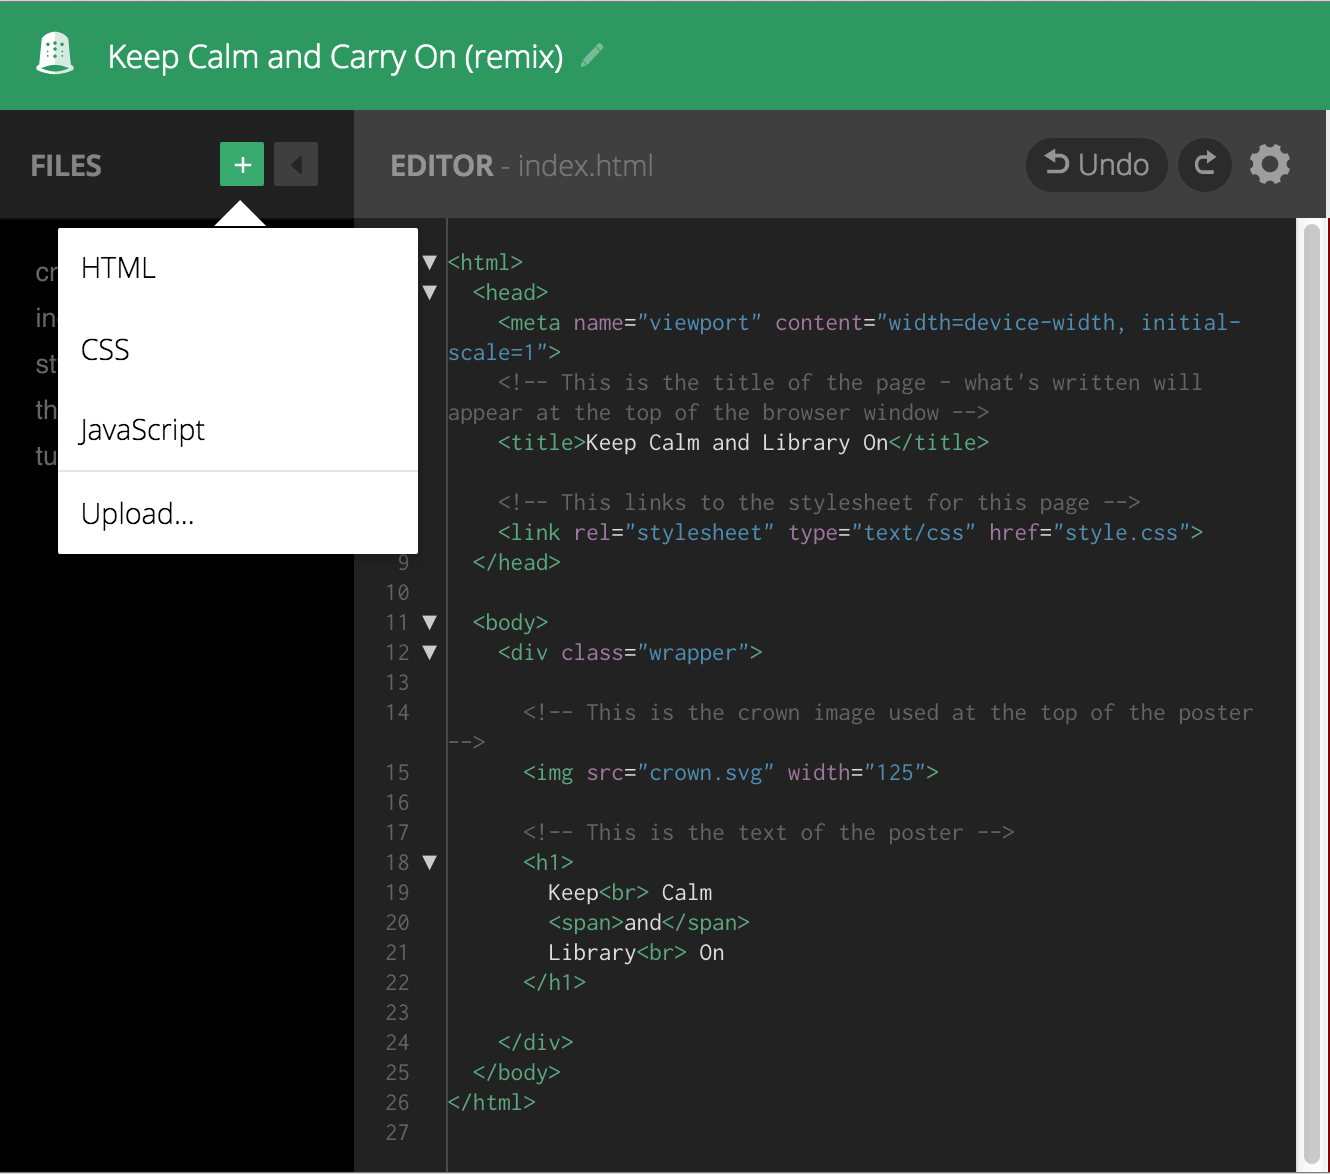 Keep Calm and Carry On (remix)
FILES
+
EDITOR - index.html
Undo
HTML
CSS
JavaScript
Upload...
<html>
<head>
<meta name="viewport" content="width=device-width, initial-
scale=1">
<!-- This is the title of the page - what's written will
appear at the top of the browser window -->
<title>Keep Calm and Library On</title>
<!-- This links to the stylesheet for this page -->
<link rel="stylesheet" type="text/css" href="style.css">
9 </head>
10
11 <body>
12 <div class="wrapper">
13
14 <!-- This is the crown image used at the top of the poster
-->
15 <img src="crown.svg" width="125">
16
17 <!-- This is the text of the poster -->
18 <h1>
19 Keep<br> Calm
20 <span>and</span>
21 Library<br> On
22 </h1>
23
24 </div>
25 </body>
26 </html>
27